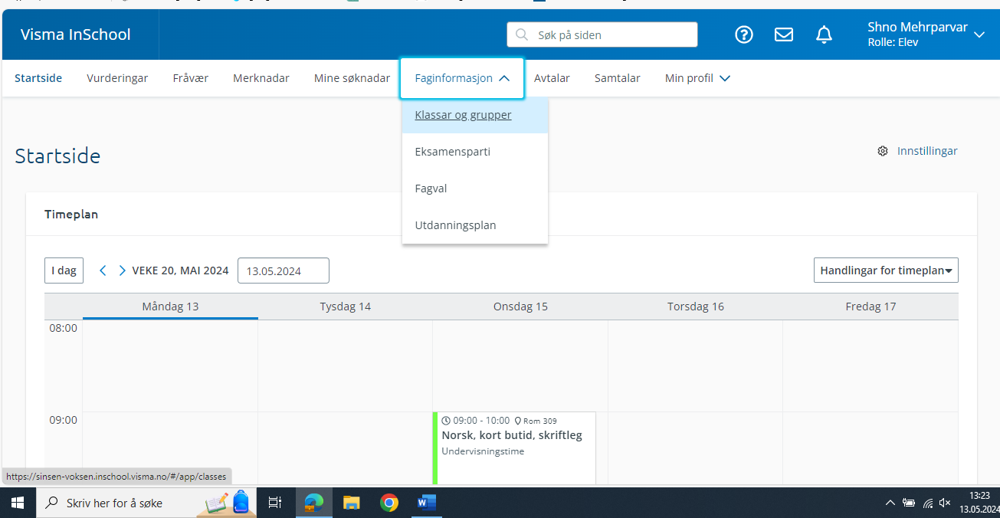 Visma InSchool
Søk på siden
Shno Mehrparvar
Rolle: Elev
Startside Vurderingar Fråvær Merknadar Mine søknadar Faginformasjon Avtalar Samtalar Min profil
Klassar og grupper
Eksamensparti
Fagval
Utdanningsplan
Startside
Innstillingar
Timeplan
I dag VEKE 20, MAI 2024 13.05.2024 Handlingar for timeplan
Måndag 13 Tysdag 14 Onsdag 15 Torsdag 16 Fredag 17
08:00
09:00
09:00 - 10:00 Rom 309
Norsk, kort butid, skriftleg
Undervisningstime
https://sinsen-voksen.inschool.visma.no/#/app/classes
Skriv her for å søke
13:23
13.05.2024